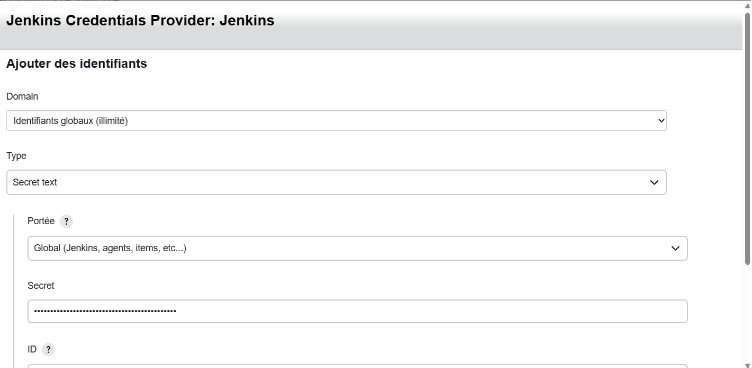 Jenkins Credentials Provider: Jenkins
Ajouter des identifiants
Domain
Identifiants globaux (illimité)
Type
Secret text
Portée ?
Global (Jenkins, agents, items, etc...)
Secret
••••••••••••••••••••••••••••••••••••••••••••
ID ?